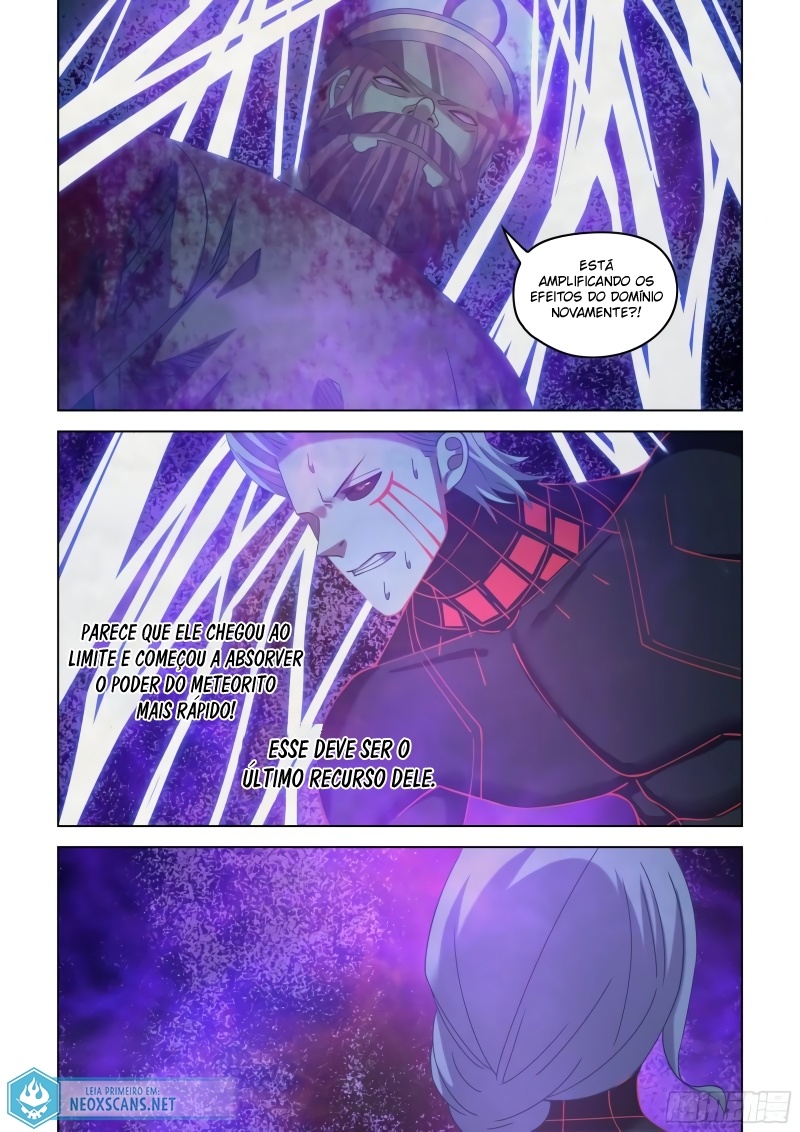 ESTÁ
AMPLIFICANDO OS
EFEITOS DO DOMÍNIO
NOVAMENTE?!
PARECE QUE ELE CHEGOU AO
LIMITE E COMEÇOU A ABSORVER
O PODER DO METEORITO
MAIS RÁPIDO!
ESSE DEVE SER O
ÚLTIMO RECURSO DELE.
LEIA PRIMEIRO EM:
NEOXSCANS.NET